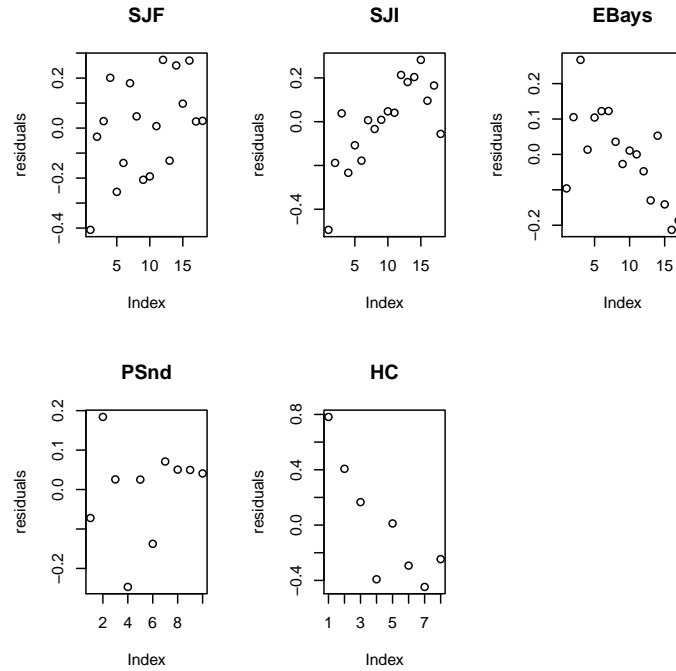 SJF
SJI
EBays
residuals
−0.4
−0.2
0.0
0.2
5
10
15
Index
residuals
−0.4
0.0
0.2
5
10
15
Index
residuals
−0.2
0.0
0.1
0.2
5
10
15
Index
PSnd
HC
residuals
−0.2
0.0
0.1
0.2
2
4
6
8
Index
residuals
−0.4
0.0
0.4
0.8
1
3
5
7
Index